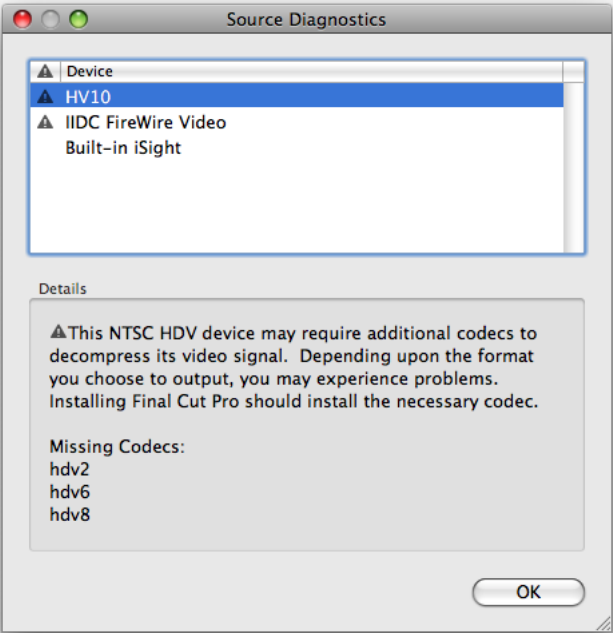 Source Diagnostics
Device
HV10
IIDC FireWire Video
Built-in iSight
Details
This NTSC HDV device may require additional codecs to
decompress its video signal.  Depending upon the format
you choose to output, you may experience problems.
Installing Final Cut Pro should install the necessary codec.
Missing Codecs:
hdv2
hdv6
hdv8
OK